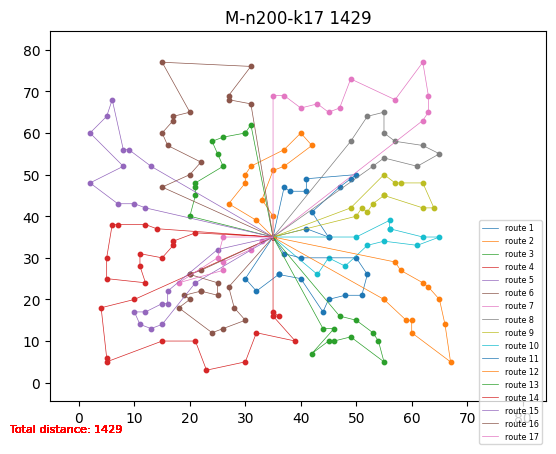 M-n200-k17 1429
80
70
60
50
40
30
20
10
0
0
10
20
30
40
50
60
70
80
route 1
route 2
route 3
route 4
route 5
route 6
route 7
route 8
route 9
route 10
route 11
route 12
route 13
route 14
route 15
route 16
route 17
Total distance: 1429